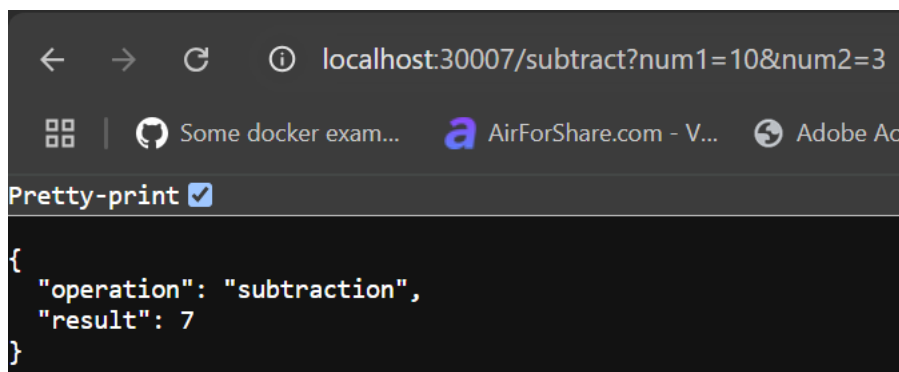 localhost:30007/subtract?num1=10&num2=3
Some docker exam... AirForShare.com - V... Adobe Ac
Pretty-print
{
"operation": "subtraction",
"result": 7
}